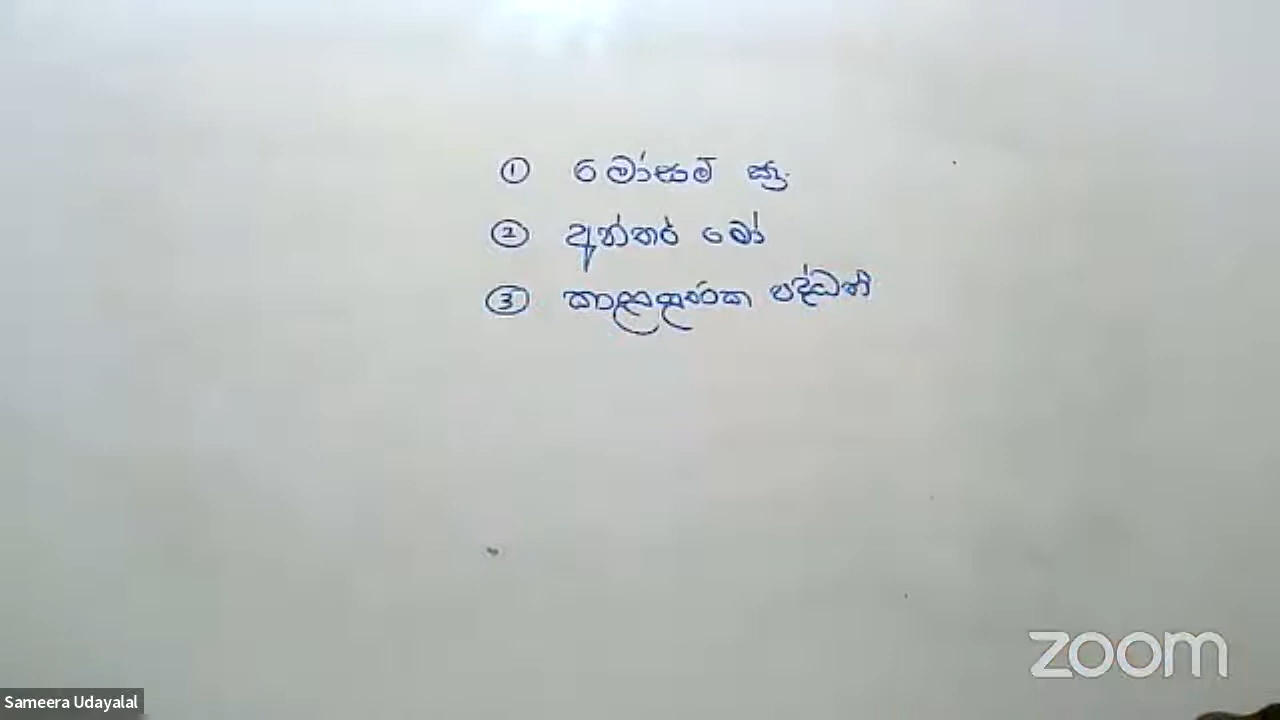 ① මෝසම් සු.
② අන්තර් මෝ
③ කාලගුණික පද්ධති
zoom
Sameera Udayalal